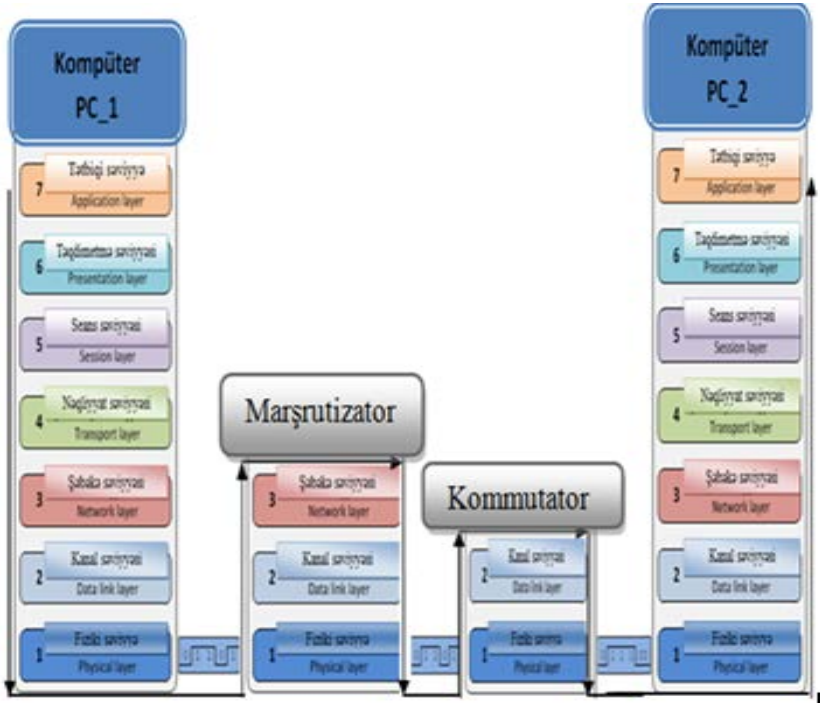 Kompüter
PC_1
7
Tətbiqi səviyyə
Application layer
6
Təqdimetmə səviyyəsi
Presentation layer
5
Seans səviyyəsi
Session layer
4
Nəqliyyat səviyyəsi
Transport layer
3
Şəbəkə səviyyəsi
Network layer
2
Kanal səviyyəsi
Data link layer
1
Fiziki səviyyə
Physical layer
Marşrutizator
3
Şəbəkə səviyyəsi
Network layer
2
Kanal səviyyəsi
Data link layer
1
Fiziki səviyyə
Physical layer
Kommutator
2
Kanal səviyyəsi
Data link layer
1
Fiziki səviyyə
Physical layer
Kompüter
PC_2
7
Tətbiqi səviyyə
Application layer
6
Təqdimetmə səviyyəsi
Presentation layer
5
Seans səviyyəsi
Session layer
4
Nəqliyyat səviyyəsi
Transport layer
3
Şəbəkə səviyyəsi
Network layer
2
Kanal səviyyəsi
Data link layer
1
Fiziki səviyyə
Physical layer